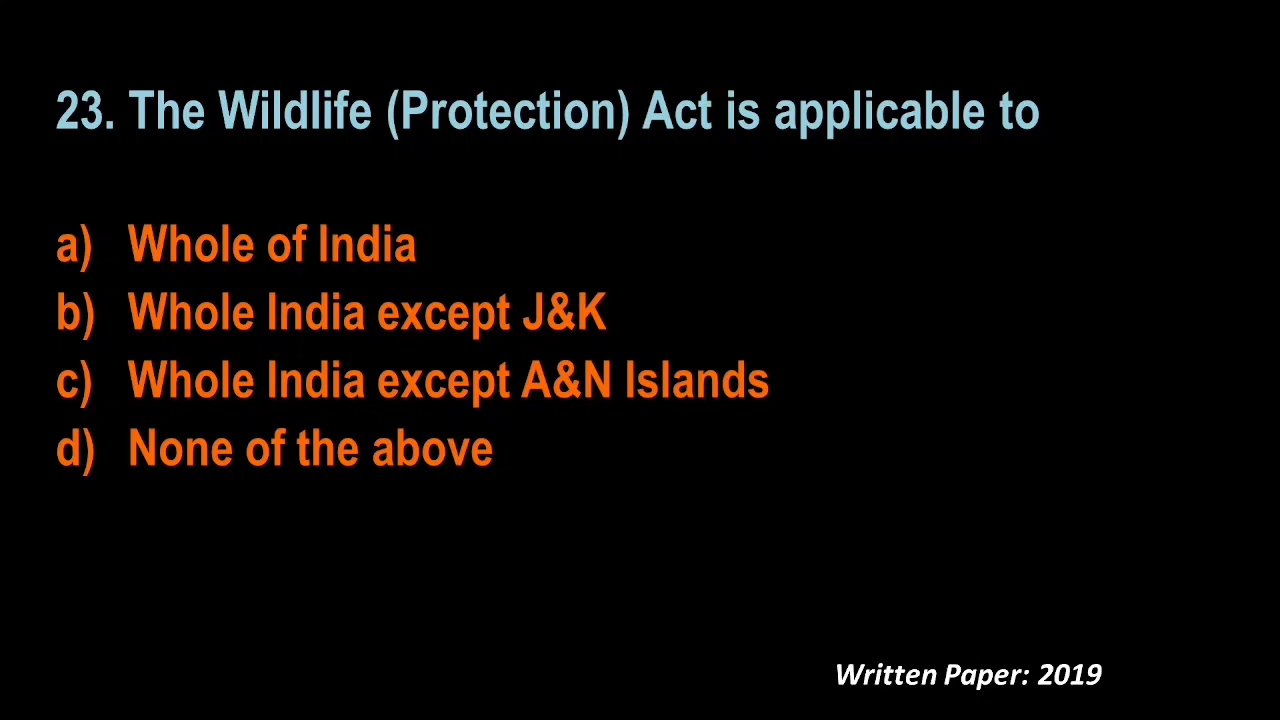 23. The Wildlife (Protection) Act is applicable to
a) Whole of India
b) Whole India except J&K
c) Whole India except A&N Islands
d) None of the above
Written Paper: 2019